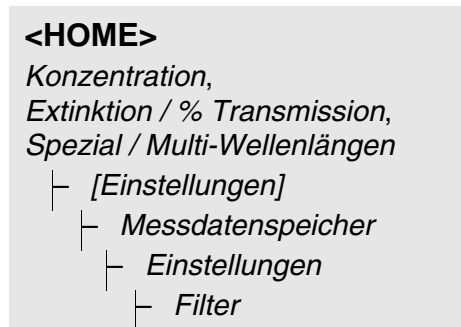 <HOME>
Konzentration,
Extinktion / % Transmission,
Spezial / Multi-Wellenlängen
[Einstellungen]
Messdatenspeicher
Einstellungen
Filter